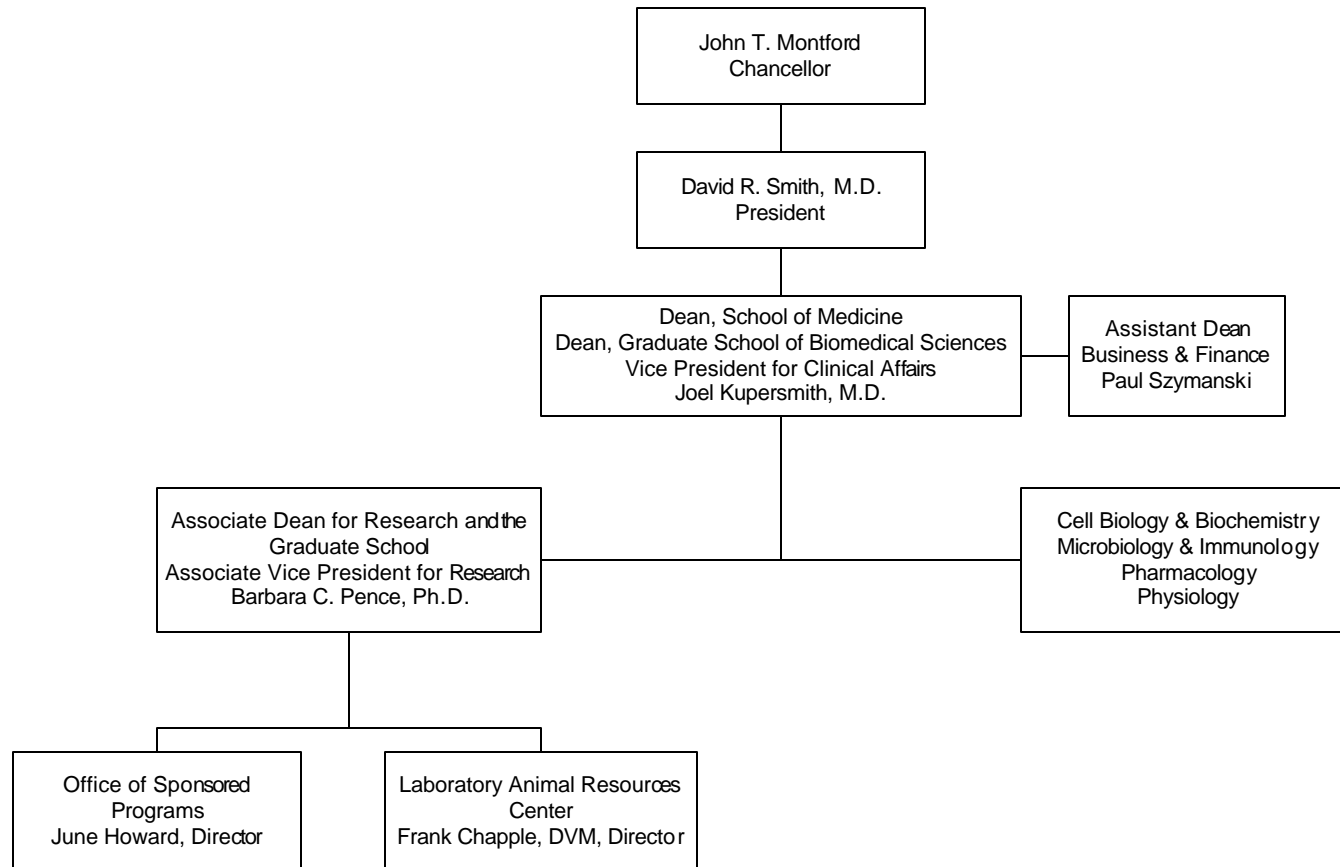 John T. Montford
Chancellor
David R. Smith, M.D.
President
Dean, School of Medicine
Dean, Graduate School of Biomedical Sciences
Vice President for Clinical Affairs
Joel Kupersmith, M.D.
Assistant Dean
Business & Finance
Paul Szymanski
Associate Dean for Research and the
Graduate School
Associate Vice President for Research
Barbara C. Pence, Ph.D.
Cell Biology & Biochemistry
Microbiology & Immunology
Pharmacology
Physiology
Office of Sponsored
Programs
June Howard, Director
Laboratory Animal Resources
Center
Frank Chapple, DVM, Director